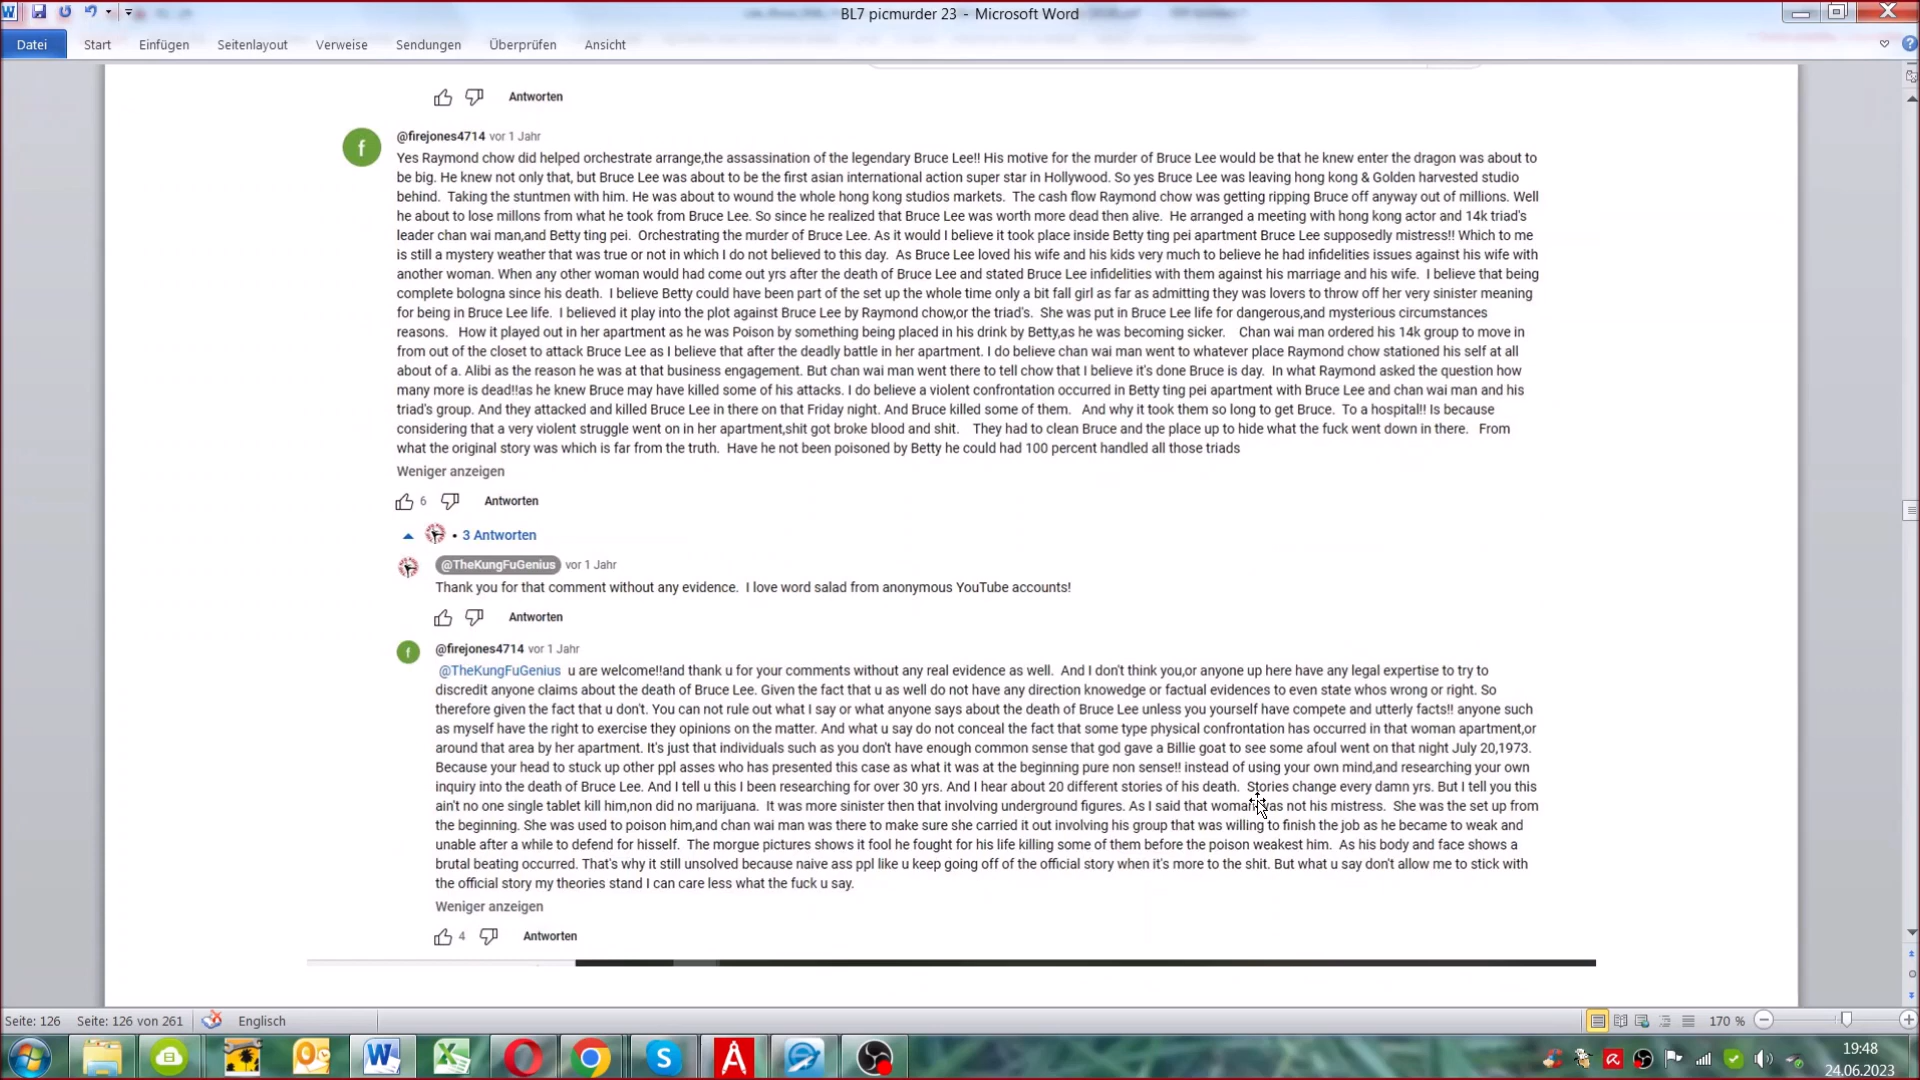 BL7 picmurder 23 - Microsoft Word
Datei Start Einfügen Seitenlayout Verweise Sendungen Überprüfen Ansicht
Antworten
@firejones4714 vor 1 Jahr
f
Yes Raymond chow did helped orchestrate arrange,the assassination of the legendary Bruce Lee!! His motive for the murder of Bruce Lee would be that he knew enter the dragon was about to
be big. He knew not only that, but Bruce Lee was about to be the first asian international action super star in Hollywood. So yes Bruce Lee was leaving hong kong & Golden harvested studio
behind. Taking the stuntmen with him. He was about to wound the whole hong kong studios markets. The cash flow Raymond chow was getting ripping Bruce off anyway out of millions. Well
he about to lose millons from what he took from Bruce Lee. So since he realized that Bruce Lee was worth more dead then alive. He arranged a meeting with hong kong actor and 14k triad's
leader chan wai man,and Betty ting pei. Orchestrating the murder of Bruce Lee. As it would I believe it took place inside Betty ting pei apartment Bruce Lee supposedly mistress!! Which to me
is still a mystery weather that was true or not in which I do not believed to this day. As Bruce Lee loved his wife and his kids very much to believe he had infidelities issues against his wife with
another woman. When any other woman would had come out yrs after the death of Bruce Lee and stated Bruce Lee infidelities with them against his marriage and his wife. I believe that being
complete bologna since his death. I believe Betty could have been part of the set up the whole time only a bit fall girl as far as admitting they was lovers to throw off her very sinister meaning
for being in Bruce Lee life. I believed it play into the plot against Bruce Lee by Raymond chow,or the triad's. She was put in Bruce Lee life for dangerous,and mysterious circumstances
reasons. How it played out in her apartment as he was Poison by something being placed in his drink by Betty,as he was becoming sicker. Chan wai man ordered his 14k group to move in
from out of the closet to attack Bruce Lee as I believe that after the deadly battle in her apartment. I do believe chan wai man went to whatever place Raymond chow stationed his self at all
about of a. Alibi as the reason he was at that business engagement. But chan wai man went there to tell chow that I believe it's done Bruce is day. In what Raymond asked the question how
many more is dead!!as he knew Bruce may have killed some of his attacks. I do believe a violent confrontation occurred in Betty ting pei apartment with Bruce Lee and chan wai man and his
triad's group. And they attacked and killed Bruce Lee in there on that Friday night. And Bruce killed some of them. And why it took them so long to get Bruce. To a hospital!! Is because
considering that a very violent struggle went on in her apartment,shit got broke blood and shit. They had to clean Bruce and the place up to hide what the fuck went down in there. From
what the original story was which is far from the truth. Have he not been poisoned by Betty he could had 100 percent handled all those triads
Weniger anzeigen
6 Antworten
• 3 Antworten
@TheKungFuGenius vor 1 Jahr
Thank you for that comment without any evidence. I love word salad from anonymous YouTube accounts!
Antworten
@firejones4714 vor 1 Jahr
f
@TheKungFuGenius u are welcome!!and thank u for your comments without any real evidence as well. And I don't think you,or anyone up here have any legal expertise to try to
discredit anyone claims about the death of Bruce Lee. Given the fact that u as well do not have any direction knowedge or factual evidences to even state whos wrong or right. So
therefore given the fact that u don't. You can not rule out what I say or what anyone says about the death of Bruce Lee unless you yourself have compete and utterly facts!! anyone such
as myself have the right to exercise they opinions on the matter. And what u say do not conceal the fact that some type physical confrontation has occurred in that woman apartment,or
around that area by her apartment. It's just that individuals such as you don't have enough common sense that god gave a Billie goat to see some afoul went on that night July 20,1973.
Because your head to stuck up other ppl asses who has presented this case as what it was at the beginning pure non sense!! instead of using your own mind,and researching your own
inquiry into the death of Bruce Lee. And I tell u this I been researching for over 30 yrs. And I hear about 20 different stories of his death. Stories change every damn yrs. But I tell you this
ain't no one single tablet kill him,non did no marijuana. It was more sinister then that involving underground figures. As I said that woman was not his mistress. She was the set up from
the beginning. She was used to poison him,and chan wai man was there to make sure she carried it out involving his group that was willing to finish the job as he became to weak and
unable after a while to defend for hisself. The morgue pictures shows it fool he fought for his life killing some of them before the poison weakest him. As his body and face shows a
brutal beating occurred. That's why it still unsolved because naive ass ppl like u keep going off of the official story when it's more to the shit. But what u say don't allow me to stick with
the official story my theories stand I can care less what the fuck u say.
Weniger anzeigen
4 Antworten
Seite: 126 Seite: 126 von 261 Englisch 170 %
19:48
24.06.2023